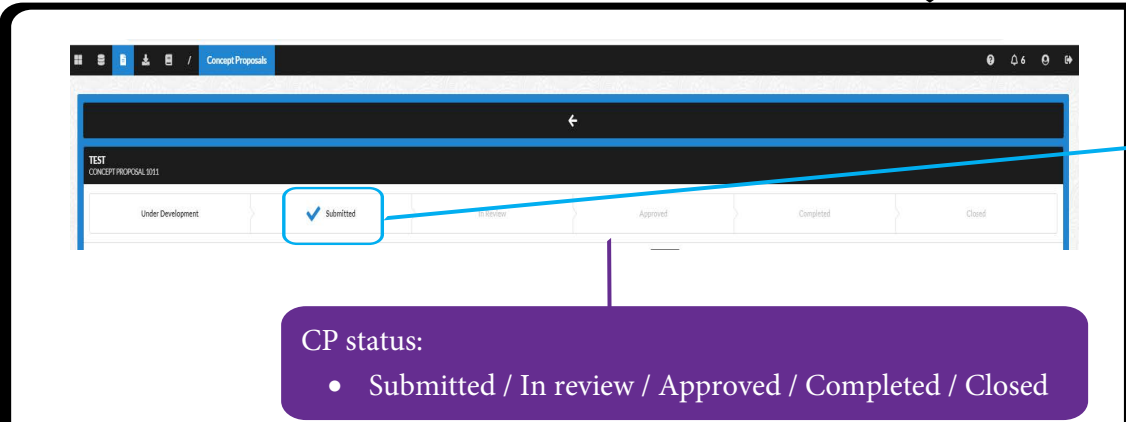 / Concept Proposals 6
TEST
CONCEPT PROPOSAL 1011
Under Development Submitted In Review Approved Completed Closed
CP status:
• Submitted / In review / Approved / Completed / Closed